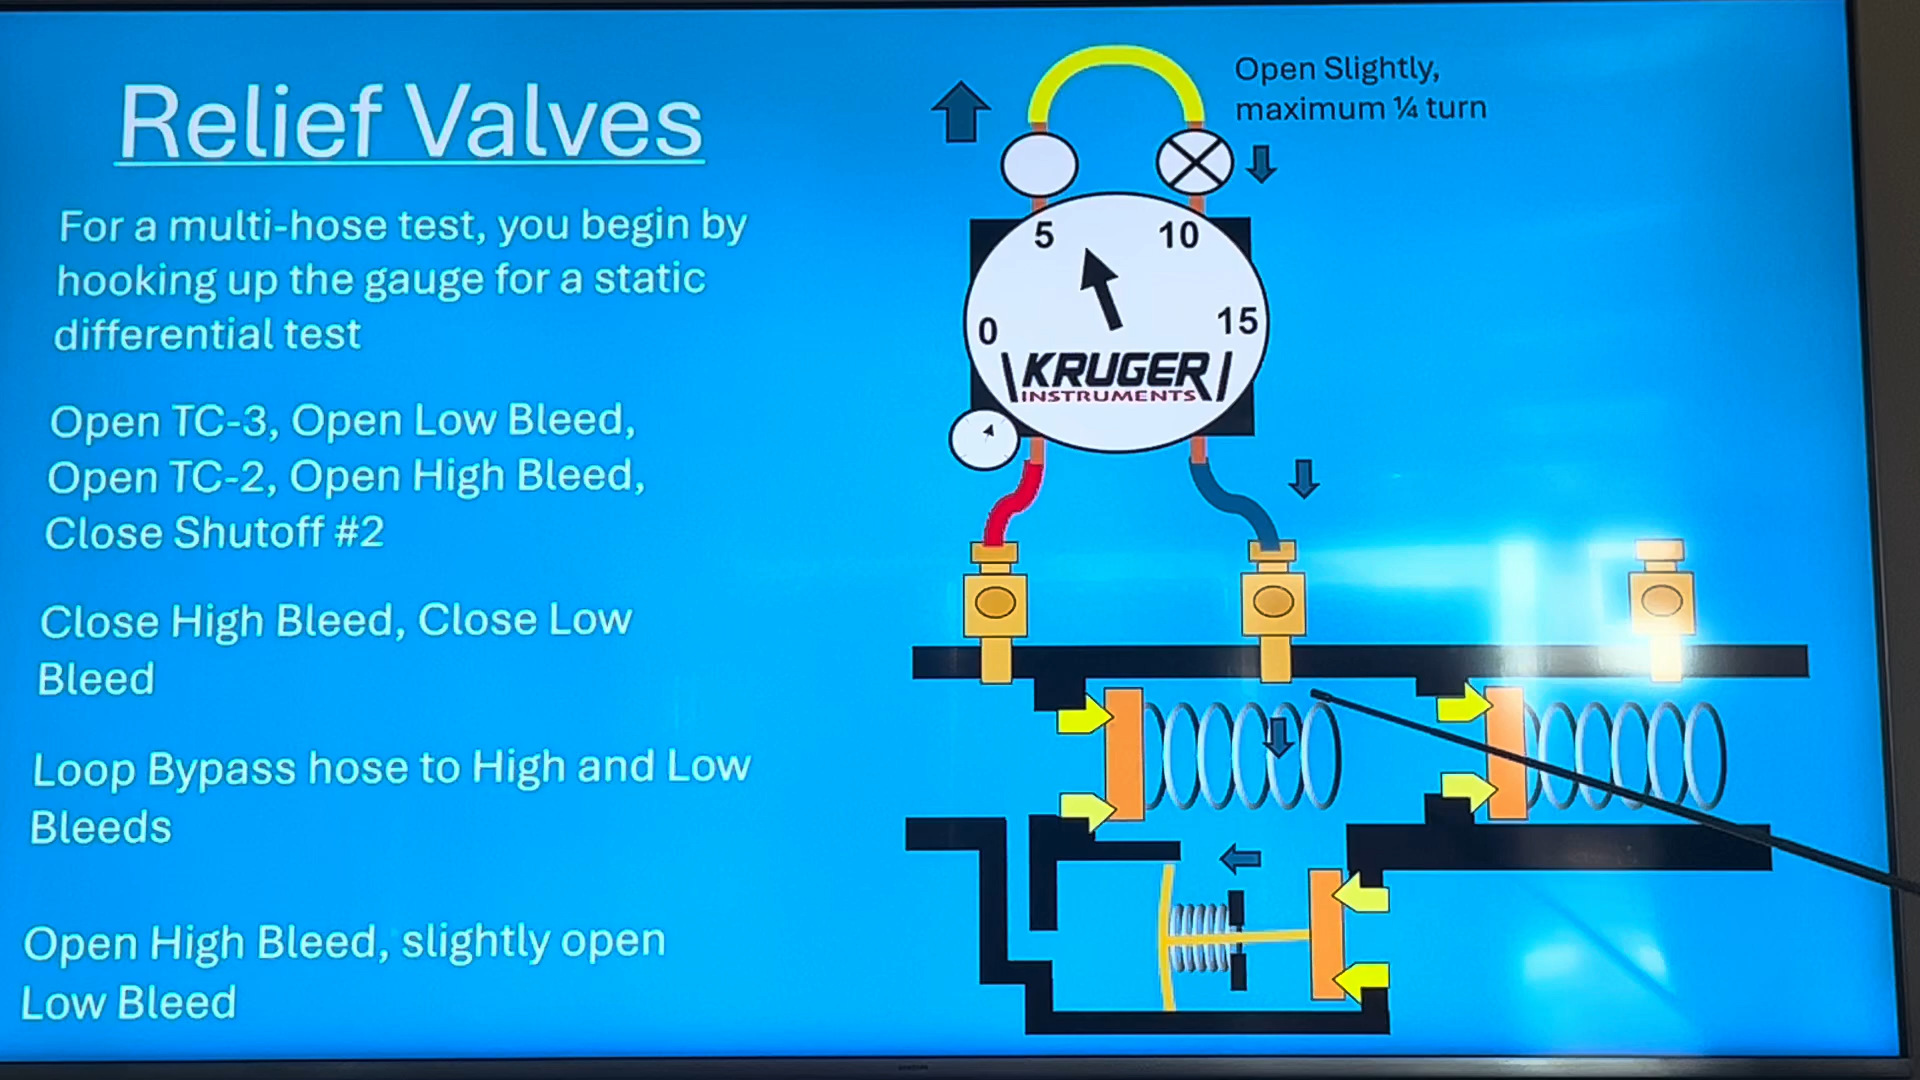 Relief Valves
For a multi-hose test, you begin by
hooking up the gauge for a static
differential test
Open TC-3, Open Low Bleed,
Open TC-2, Open High Bleed,
Close Shutoff #2
Close High Bleed, Close Low
Bleed
Loop Bypass hose to High and Low
Bleeds
Open High Bleed, slightly open
Low Bleed
Open Slightly,
maximum ¼ turn
5 10
0 15
KRUGER
INSTRUMENTS